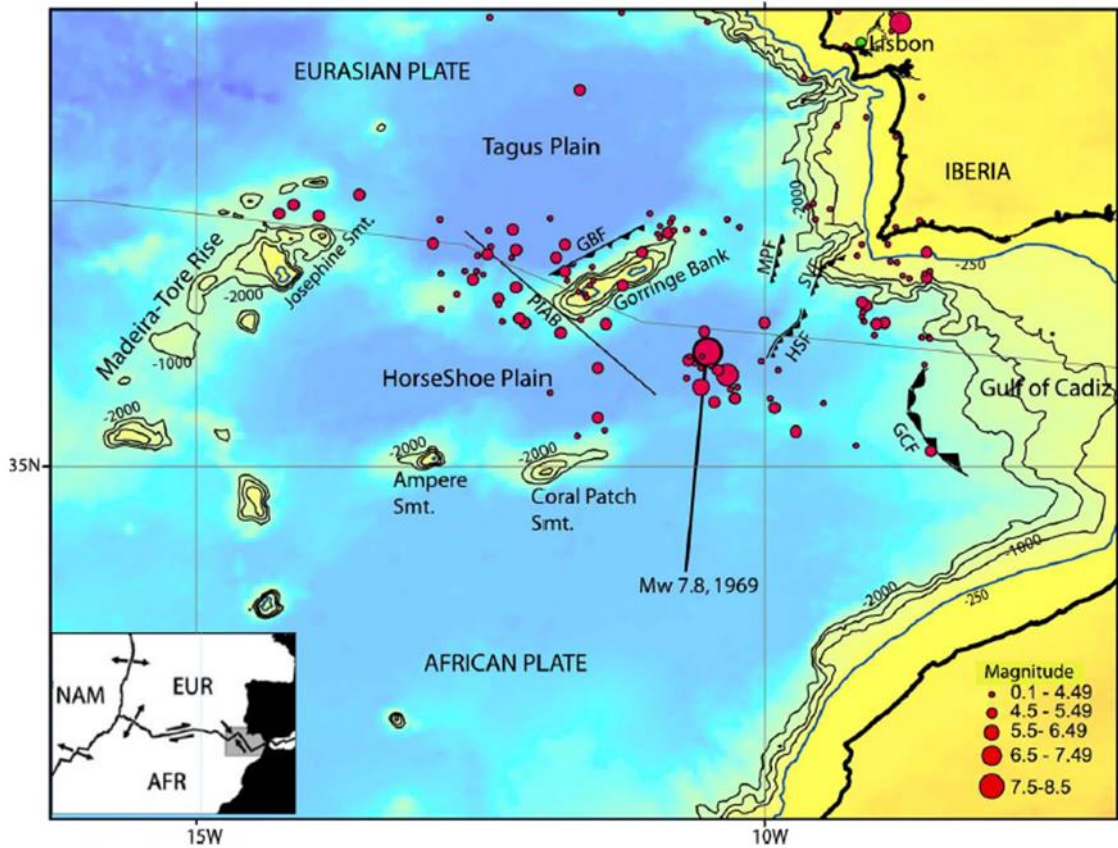 EURASIAN PLATE
Lisbon
Tagus Plain
IBERIA
-2000
GBF
MPF
-250
SVF
Madeira-Torre Rise
Josephine Smt.
-2000
Gorringe Bank
PIAB
HSF
-1000
HorseShoe Plain
Gulf of Cadiz
-2000
GCF
-2000
-2000
35N
Ampere
Smt.
Coral Patch
Smt.
-1000
Mw 7.8, 1969
-2000
-250
AFRICAN PLATE
NAM
EUR
AFR
Magnitude
0.1 - 4.49
4.5 - 5.49
5.5- 6.49
6.5 - 7.49
7.5-8.5
15W
10W